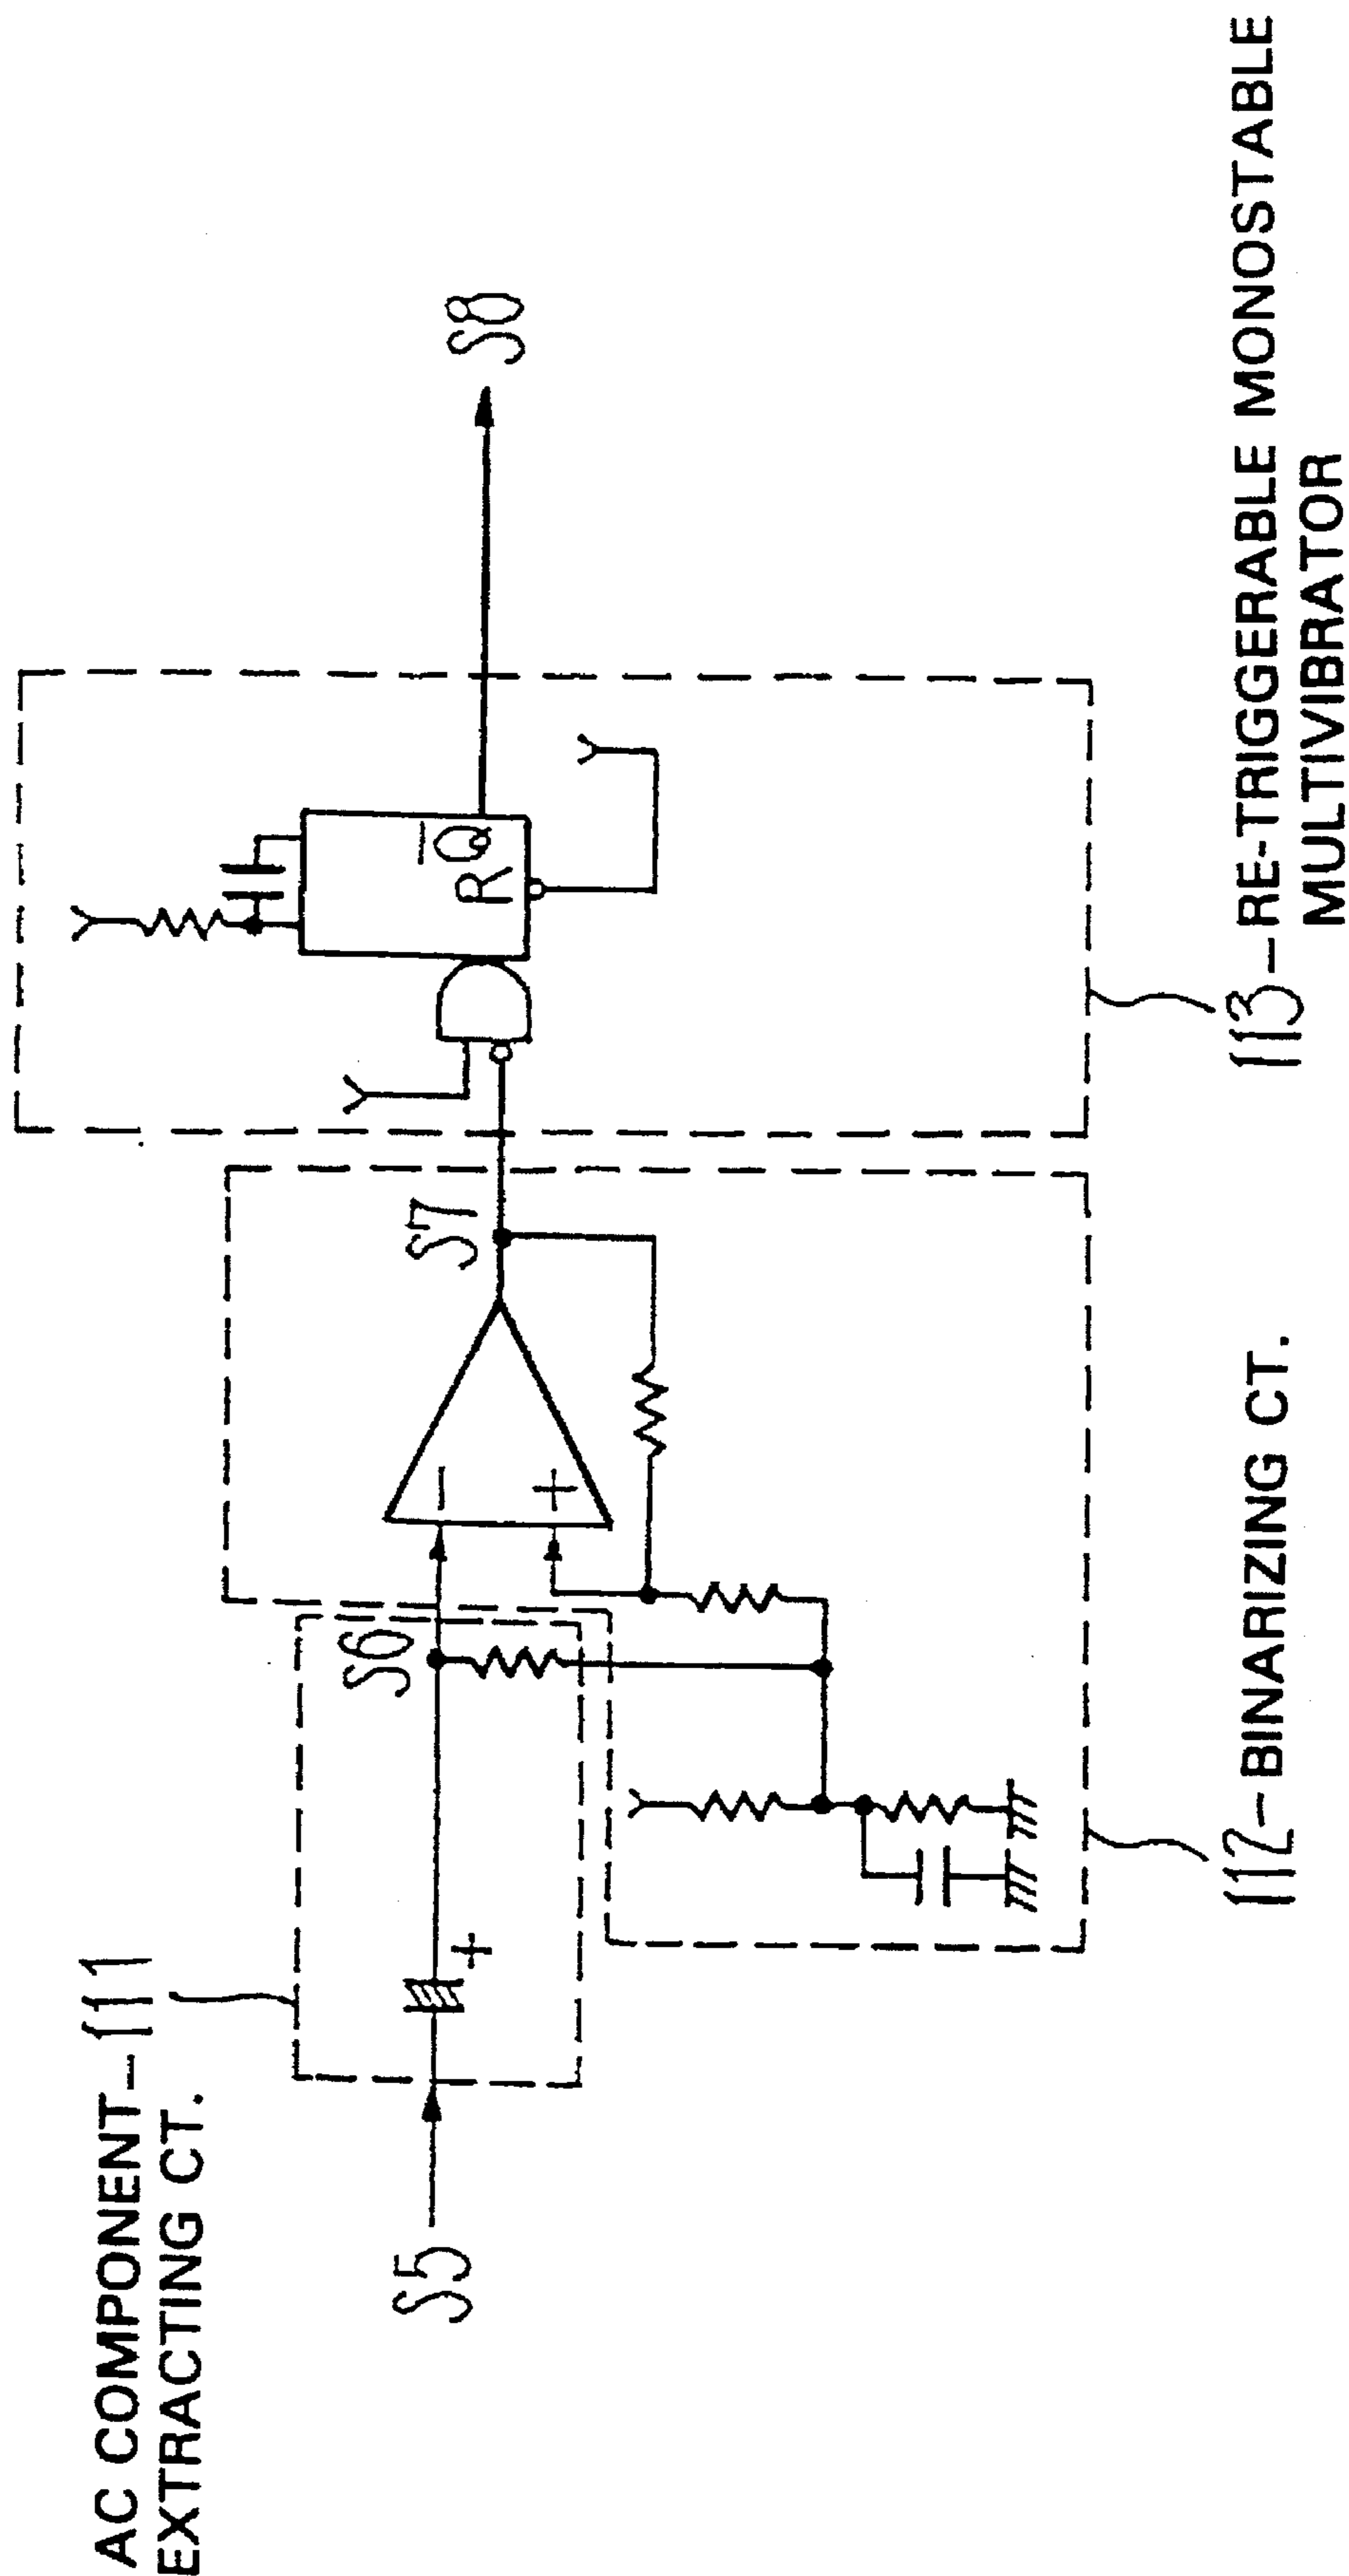 AC COMPONENT-111
EXTRACTING CT.
S5
+
S6
−
+
S7
R
Q̅
S8
112-BINARIZING CT.
113-RE-TRIGGERABLE MONOSTABLE
MULTIVIBRATOR